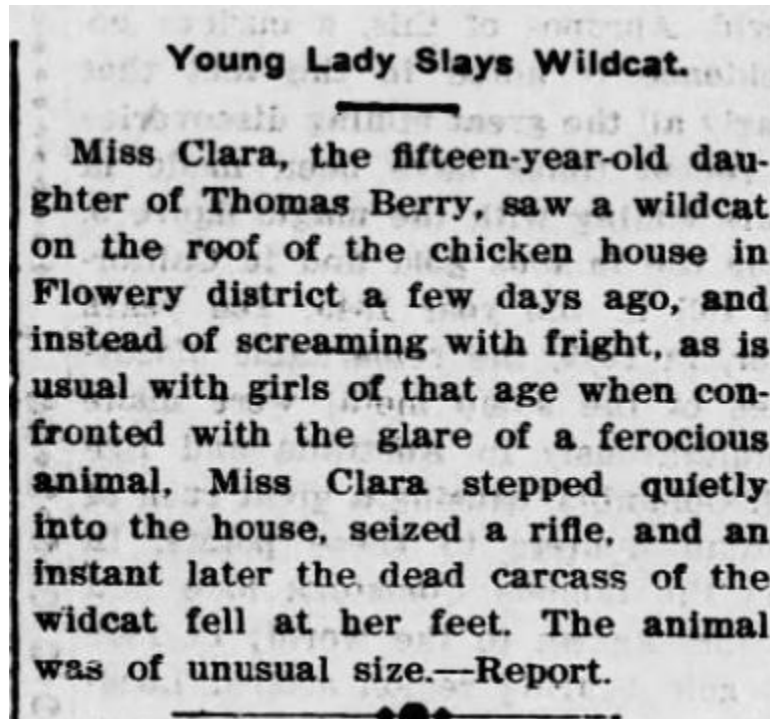 Young Lady Slays Wildcat.
Miss Clara, the fifteen-year-old dau-
ghter of Thomas Berry, saw a wildcat
on the roof of the chicken house in
Flowery district a few days ago, and
instead of screaming with fright, as is
usual with girls of that age when con-
fronted with the glare of a ferocious
animal, Miss Clara stepped quietly
into the house, seized a rifle, and an
instant later the dead carcass of the
widcat fell at her feet. The animal
was of unusual size.—Report.